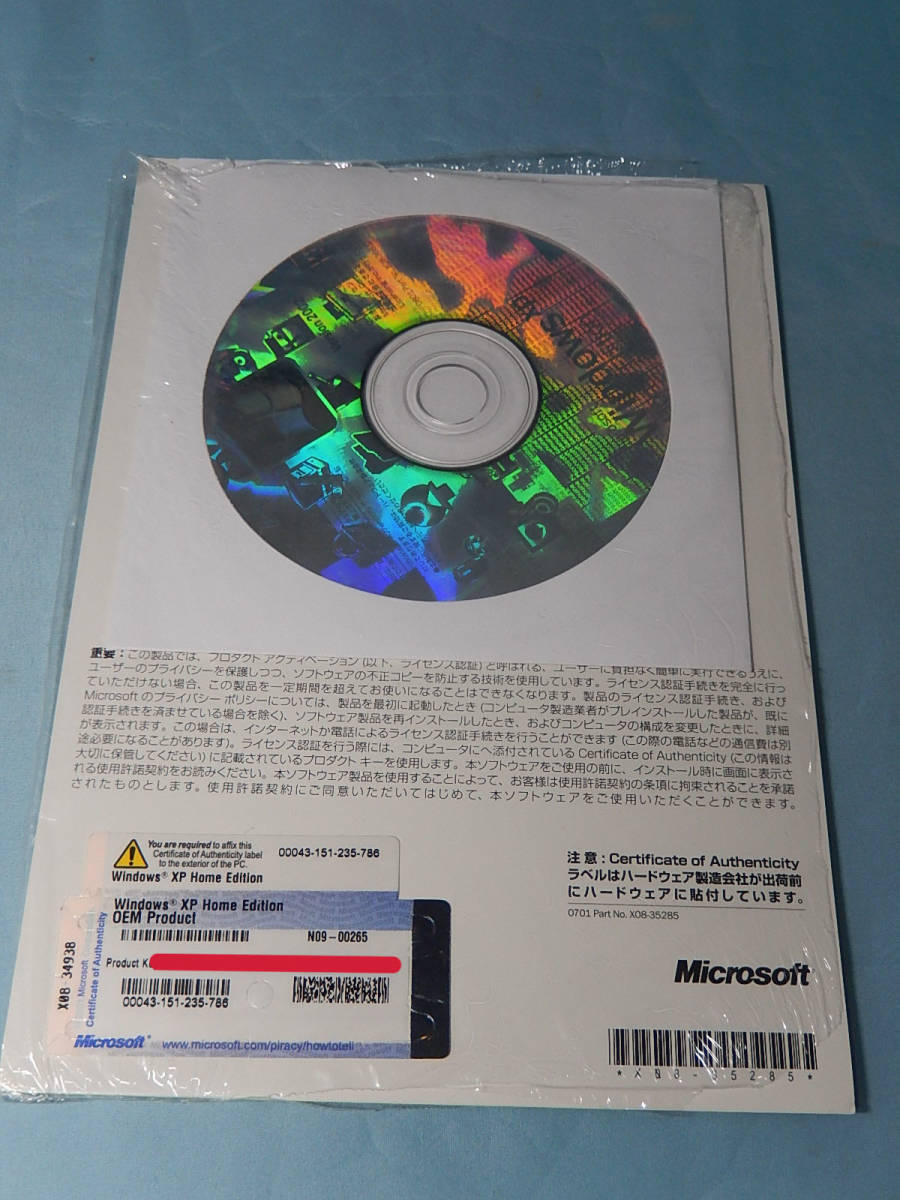 Windows XP
重要：この製品では、プロダクト アクティベーション (以下、ライセンス認証) と呼ばれる、ユーザーに負担なく簡単に実行できるうえに、
ユーザーのプライバシーを保護しつつ、ソフトウェアの不正コピーを防止する技術を使用しています。ライセンス認証手続きを完全に行っ
ていただけない場合、この製品を一定期間を超えてお使いになることはできなくなります。製品のライセンス認証手続き、および
Microsoft のプライバシー ポリシーについては、製品を最初に起動したとき (コンピュータ製造業者がプレインストールした製品が、既に
認証手続きを済ませている場合を除く)、ソフトウェア製品を再インストールしたとき、およびコンピュータの構成を変更したときに、詳細
が表示されます。この場合は、インターネットか電話によるライセンス認証手続きを行うことができます (この際の電話などの通信費は別
途必要になることがあります)。ライセンス認証を行う際には、コンピュータにへ添付されている Certificate of Authenticity (この情報は
大切に保管してください) に記載されているプロダクト キーを使用します。本ソフトウェアをご使用の前に、インストール時に画面に表示さ
れる使用許諾契約をお読みください。本ソフトウェア製品を使用することによって、お客様は使用許諾契約の条項に拘束されることを承諾
されたものとします。使用許諾契約にご同意いただいてはじめて、本ソフトウェアをご使用いただくことができます。
You are required to affix this
Certificate of Authenticity label
to the exterior of the PC.
00043-151-235-786
Windows® XP Home Edition
Windows® XP Home Edition
OEM Product
N09-00265
Product K
00043-151-235-786
X08-34938
Microsoft
Certificate of Authenticity
Microsoft®
www.microsoft.com/piracy/howtotell
注意：Certificate of Authenticity
ラベルはハードウェア製造会社が出荷前
にハードウェアに貼付しています。
0701 Part No. X08-35285
Microsoft®
*X08-35285*